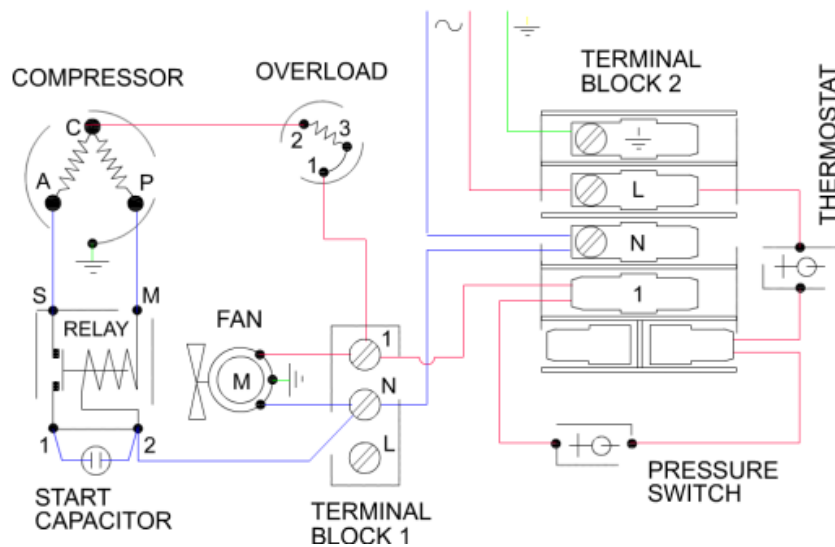 COMPRESSOR
OVERLOAD
TERMINAL
BLOCK 2
THERMOSTAT
C
A
P
2
3
1
L
N
1
S
M
RELAY
FAN
M
1
N
L
1
2
START
CAPACITOR
TERMINAL
BLOCK 1
PRESSURE
SWITCH